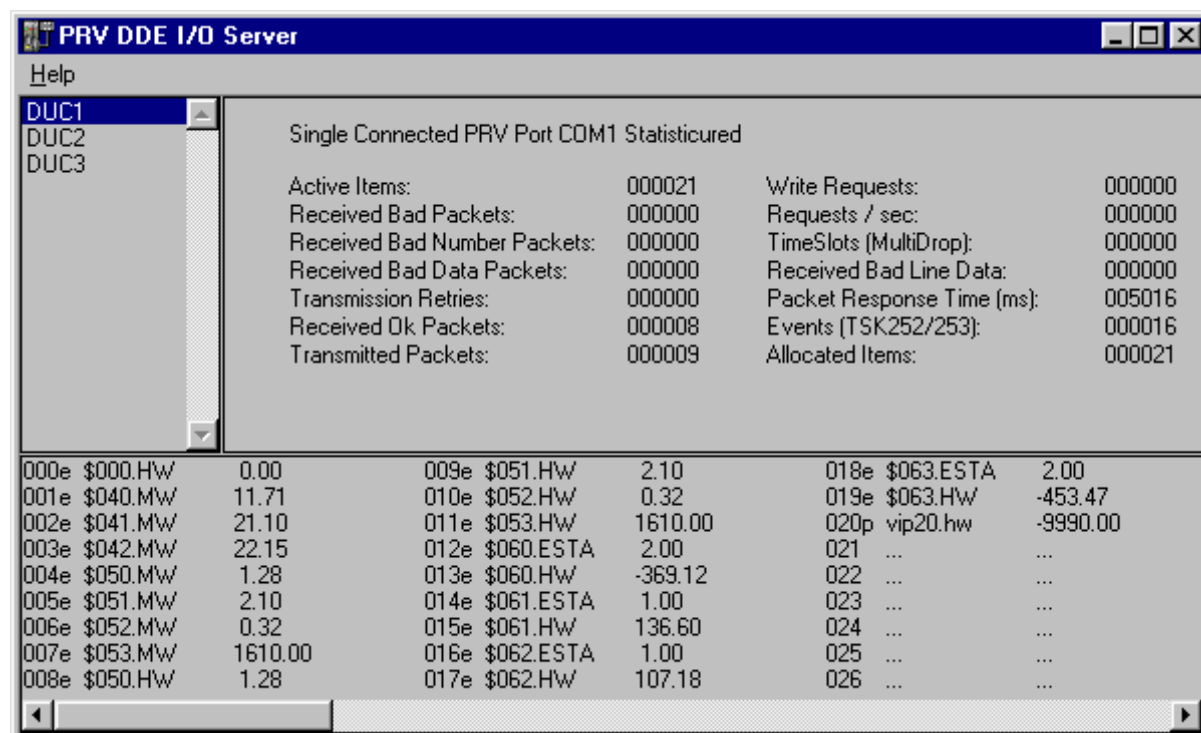 PRV DDE I/O Server
Help
DUC1
DUC2
DUC3
Single Connected PRV Port COM1 Statisticured
Active Items: 000021 Write Requests: 000000
Received Bad Packets: 000000 Requests / sec: 000000
Received Bad Number Packets: 000000 TimeSlots (MultiDrop): 000000
Received Bad Data Packets: 000000 Received Bad Line Data: 000000
Transmission Retries: 000000 Packet Response Time (ms): 005016
Received Ok Packets: 000008 Events (TSK252/253): 000016
Transmitted Packets: 000009 Allocated Items: 000021
000e $000.HW 0.00 009e $051.HW 2.10 018e $063.ESTA 2.00
001e $040.MW 11.71 010e $052.HW 0.32 019e $063.HW -453.47
002e $041.MW 21.10 011e $053.HW 1610.00 020p vip20.hw -9990.00
003e $042.MW 22.15 012e $060.ESTA 2.00 021 ... ...
004e $050.MW 1.28 013e $060.HW -369.12 022 ... ...
005e $051.MW 2.10 014e $061.ESTA 1.00 023 ... ...
006e $052.MW 0.32 015e $061.HW 136.60 024 ... ...
007e $053.MW 1610.00 016e $062.ESTA 1.00 025 ... ...
008e $050.HW 1.28 017e $062.HW 107.18 026 ... ...